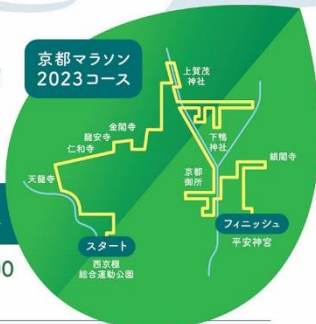 京都マラソン
2023コース
上賀茂
神社
金閣寺
龍安寺
仁和寺
天龍寺
下鴨
神社
京都
御所
銀閣寺
スタート
西京極
総合運動公園
フィニッシュ
平安神宮